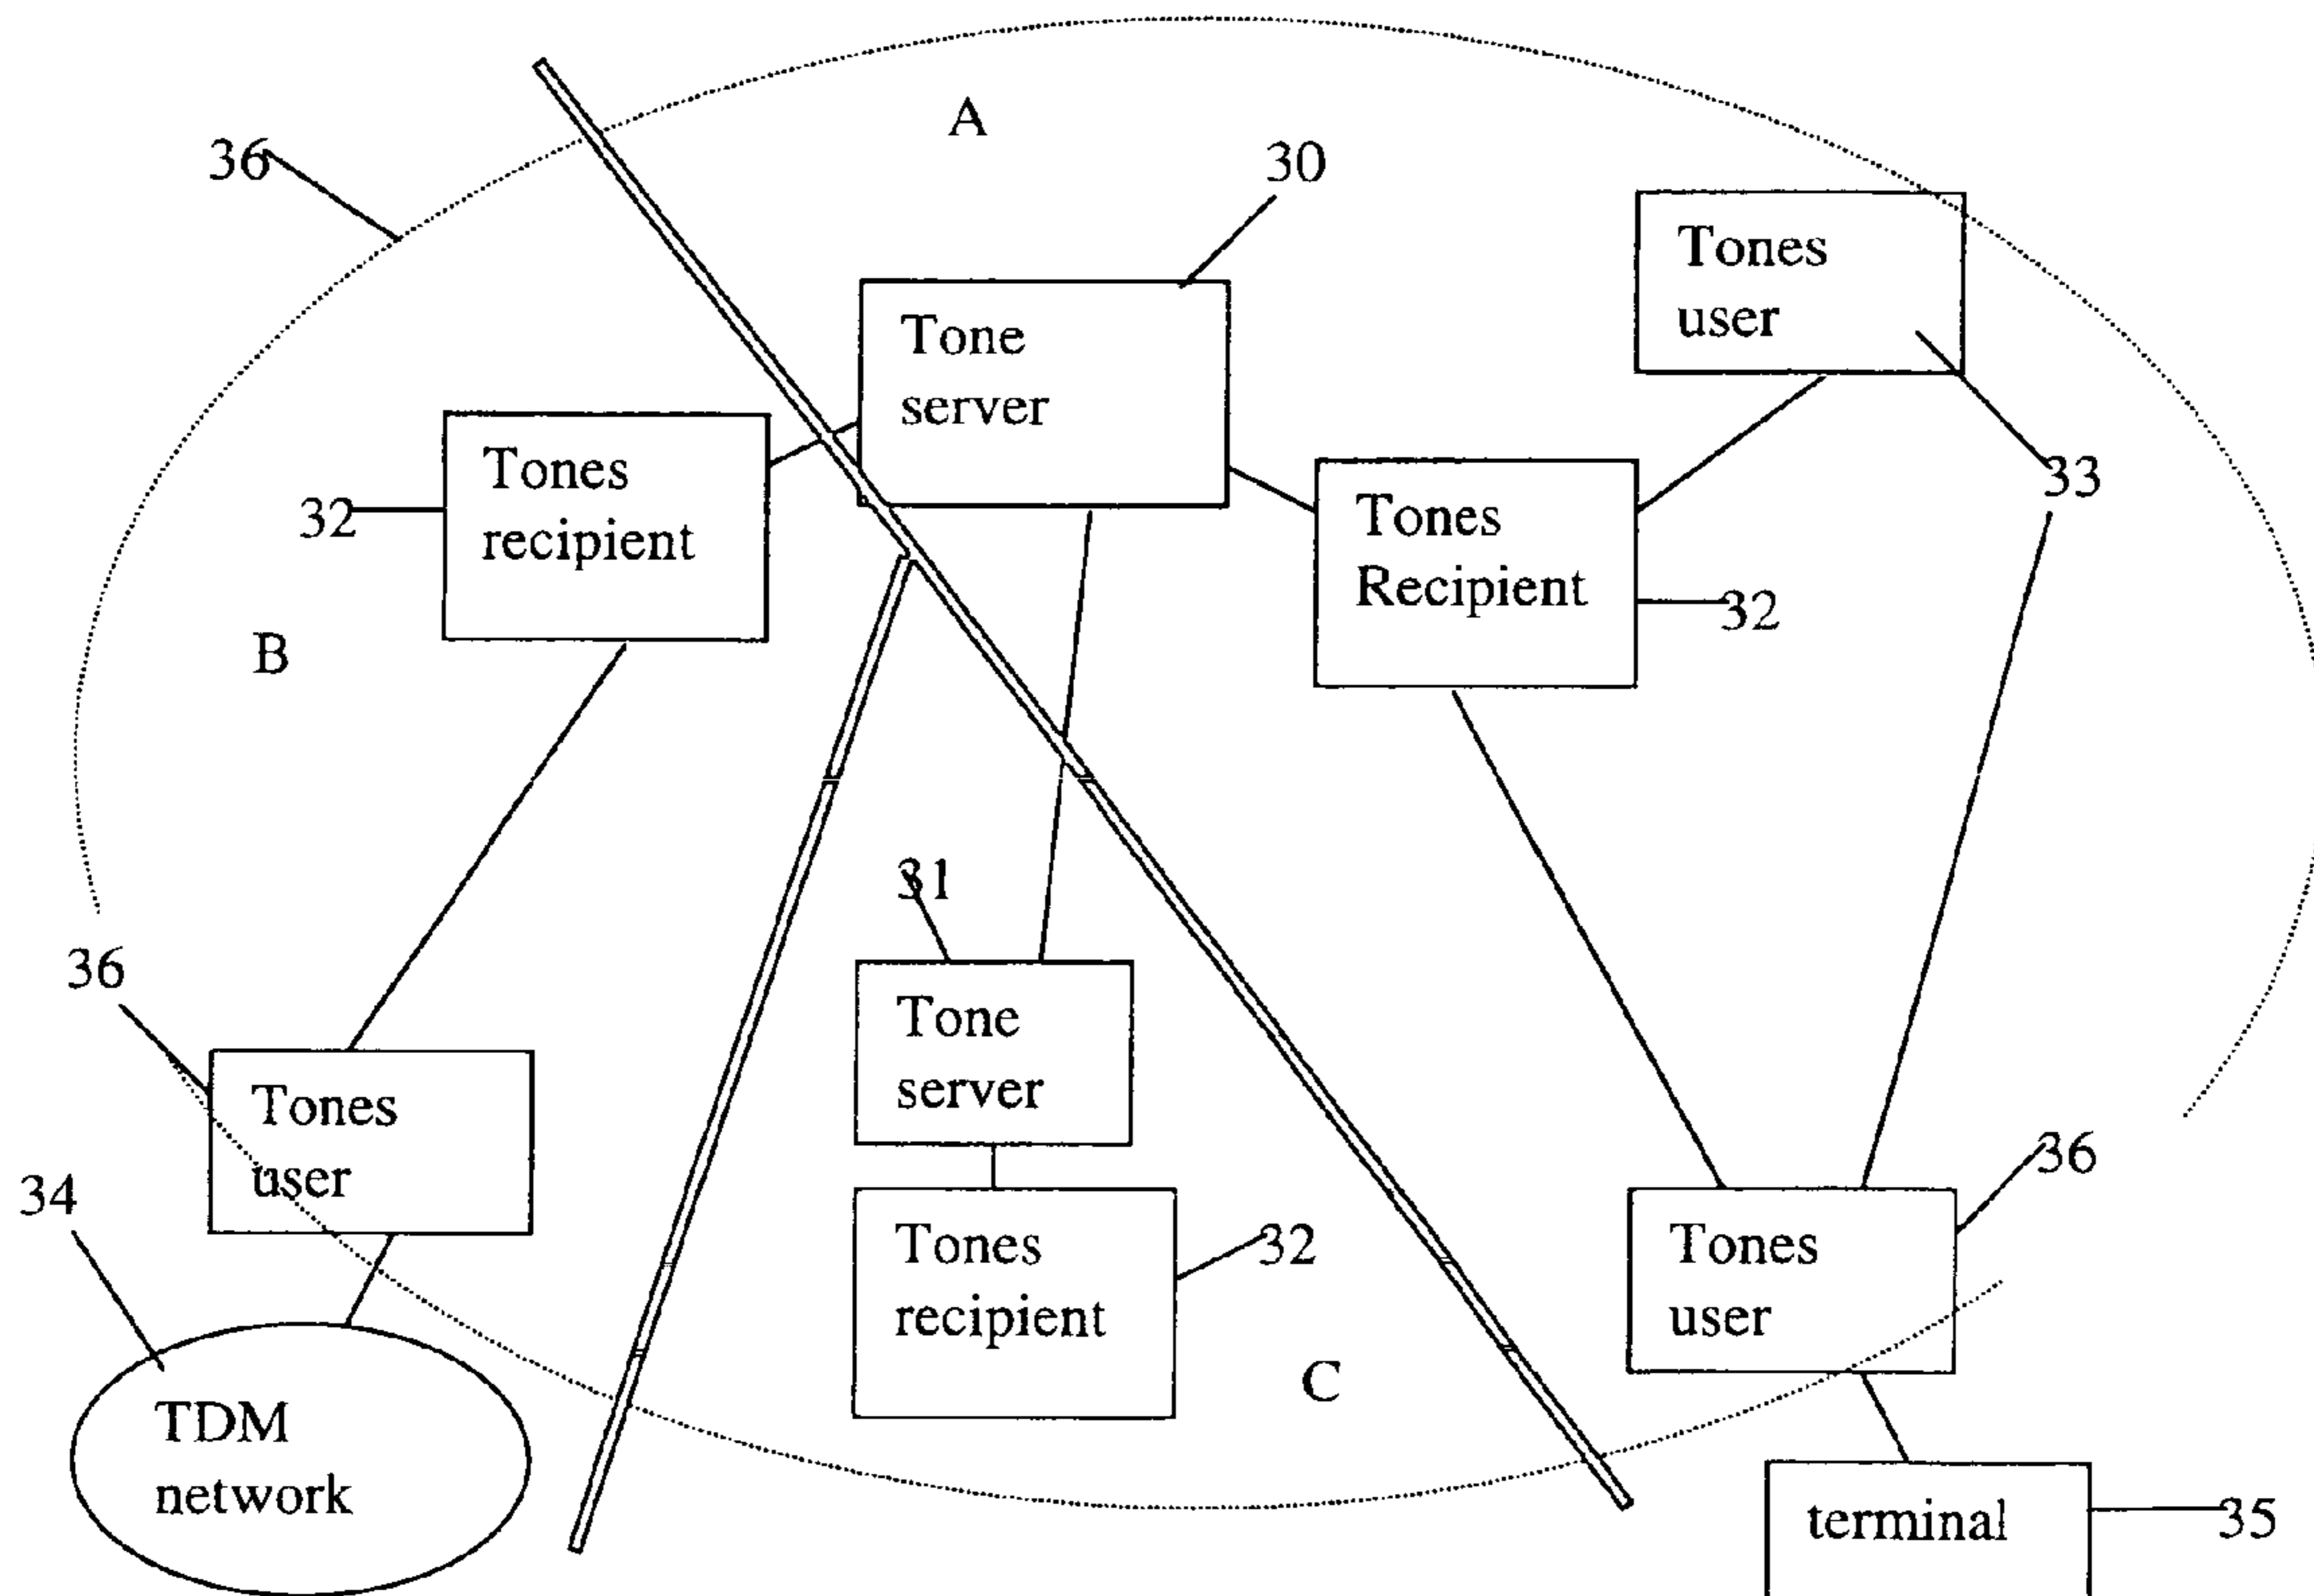 A
36
30
Tones
user
Tone
server
Tones
recipient
32
33
Tones
Recipient
32
B
31
36
Tone
server
Tones
user
36
34
Tones
recipient
32
Tones
user
C
TDM
network
terminal
35